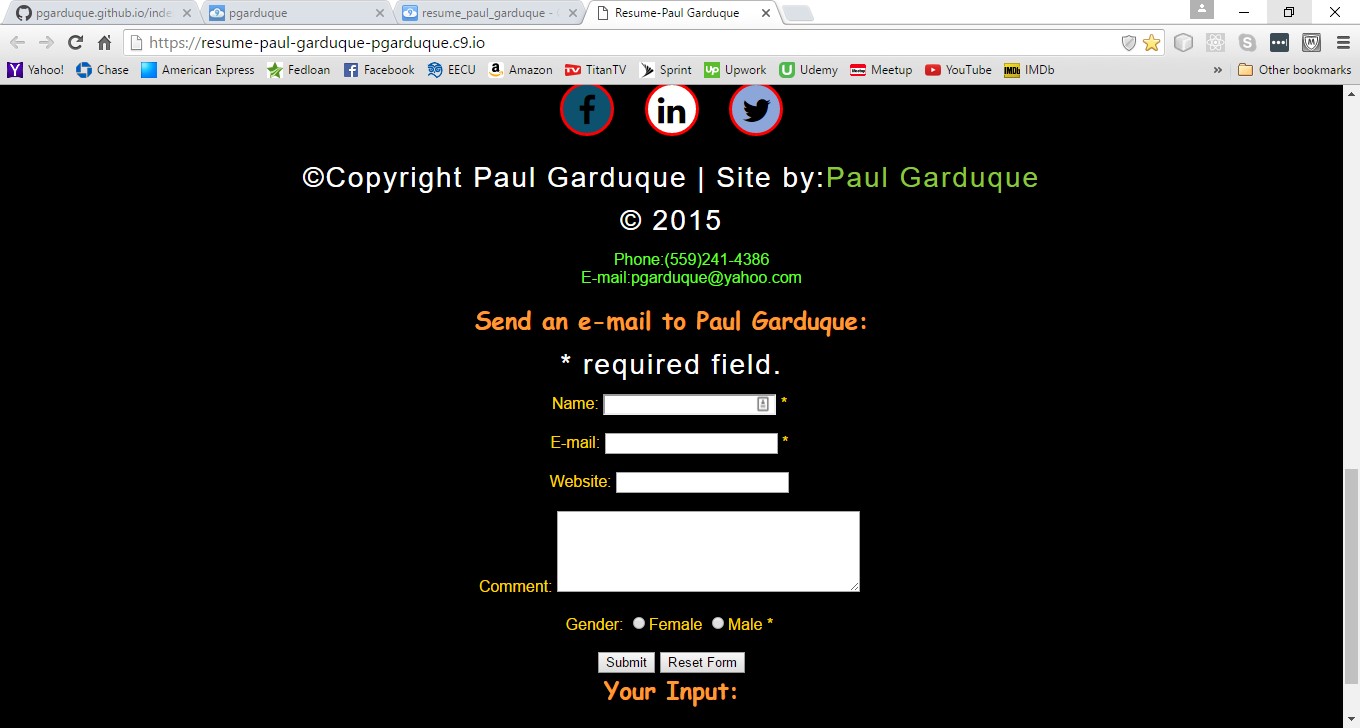 pgarduque.github.io/inde
pgarduque
resume_paul_garduque -
Resume-Paul Garduque
https://resume-paul-garduque-pgarduque.c9.io
Yahoo! Chase American Express Fedloan Facebook EECU Amazon TitanTV Sprint Upwork Udemy Meetup YouTube IMDb » Other bookmarks
©Copyright Paul Garduque | Site by:Paul Garduque
© 2015
Phone:(559)241-4386
E-mail:pgarduque@yahoo.com
Send an e-mail to Paul Garduque:
* required field.
Name: *
E-mail: *
Website:
Comment:
Gender: Female Male *
Submit Reset Form
Your Input: